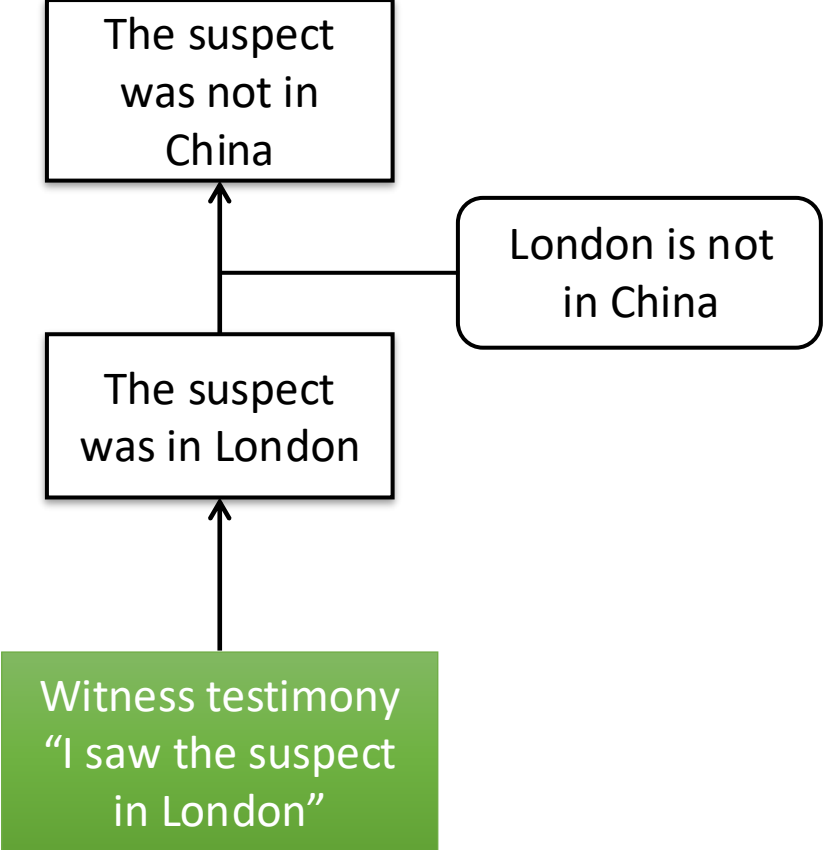 The suspect
was not in
China
London is not
in China
The suspect
was in London
Witness testimony
“I saw the suspect
in London”